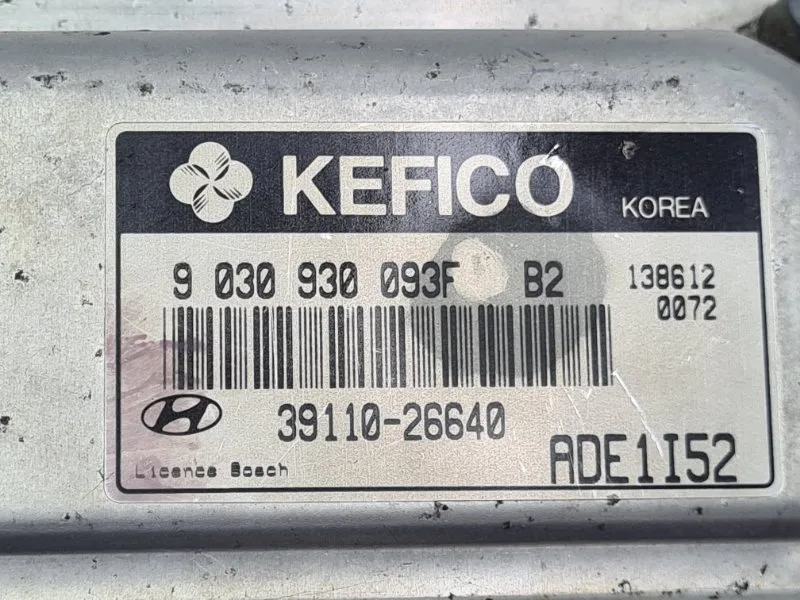 KEFICO KOREA
9 030 930 093F B2 138612
0072
39110-26640
Licence Bosch
ADE1I52